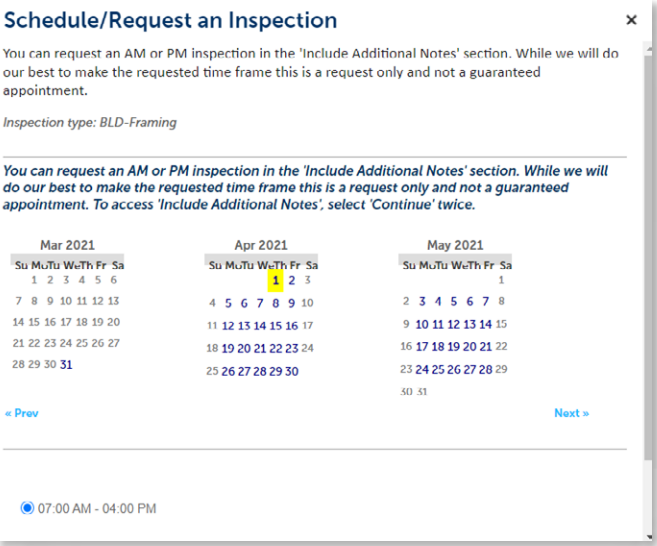 Schedule/Request an Inspection ×
You can request an AM or PM inspection in the 'Include Additional Notes' section. While we will do
our best to make the requested time frame this is a request only and not a guaranteed
appointment.
Inspection type: BLD-Framing
You can request an AM or PM inspection in the 'Include Additional Notes' section. While we will
do our best to make the requested time frame this is a request only and not a guaranteed
appointment. To access 'Include Additional Notes', select 'Continue' twice.
Mar 2021
Su Mo Tu We Th Fr Sa
1 2 3 4 5 6
7 8 9 10 11 12 13
14 15 16 17 18 19 20
21 22 23 24 25 26 27
28 29 30 31
Apr 2021
Su Mo Tu We Th Fr Sa
1 2 3
4 5 6 7 8 9 10
11 12 13 14 15 16 17
18 19 20 21 22 23 24
25 26 27 28 29 30
May 2021
Su Mo Tu We Th Fr Sa
1
2 3 4 5 6 7 8
9 10 11 12 13 14 15
16 17 18 19 20 21 22
23 24 25 26 27 28 29
30 31
« Prev
Next »
07:00 AM - 04:00 PM